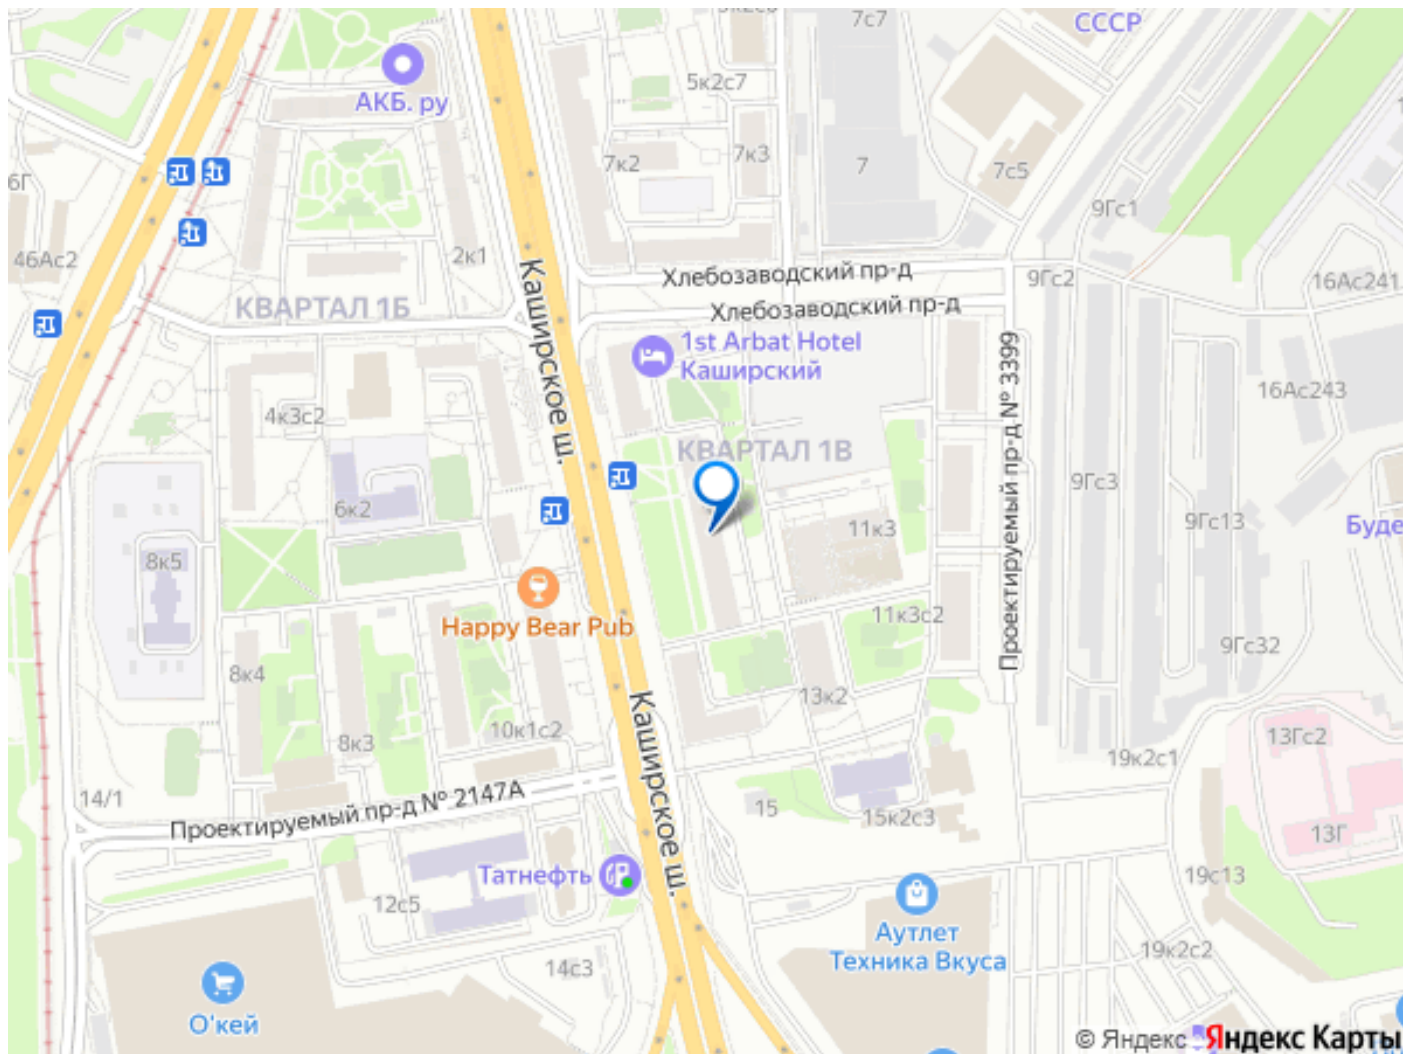 СССР
7с7
АКБ. ру
5к2с7
7к2
7к3
7
7с5
6Г
9Гс1
46Ас2
2к1
Хлебозаводский пр-д
9Гс2
16Ас241
КВАРТАЛ 1Б
Хлебозаводский пр-д
Каширское ш.
1st Arbat Hotel
Каширский
Проектируемый пр-д № 3399
16Ас243
4к3с2
КВАРТАЛ 1В
9Гс3
6к2
11к3
9Гс13
Буде
8к5
Happy Bear Pub
11к3с2
9Гс32
8к4
13к2
Каширское ш.
10к1с2
8к3
13Гс2
19к2с1
14/1
Проектируемый пр-д № 2147А
15
15к2с3
13Г
Татнефть
19с13
12с5
Аутлет
Техника Вкуса
19к2с2
14с3
О'кей
© Яндекс Яндекс Карты